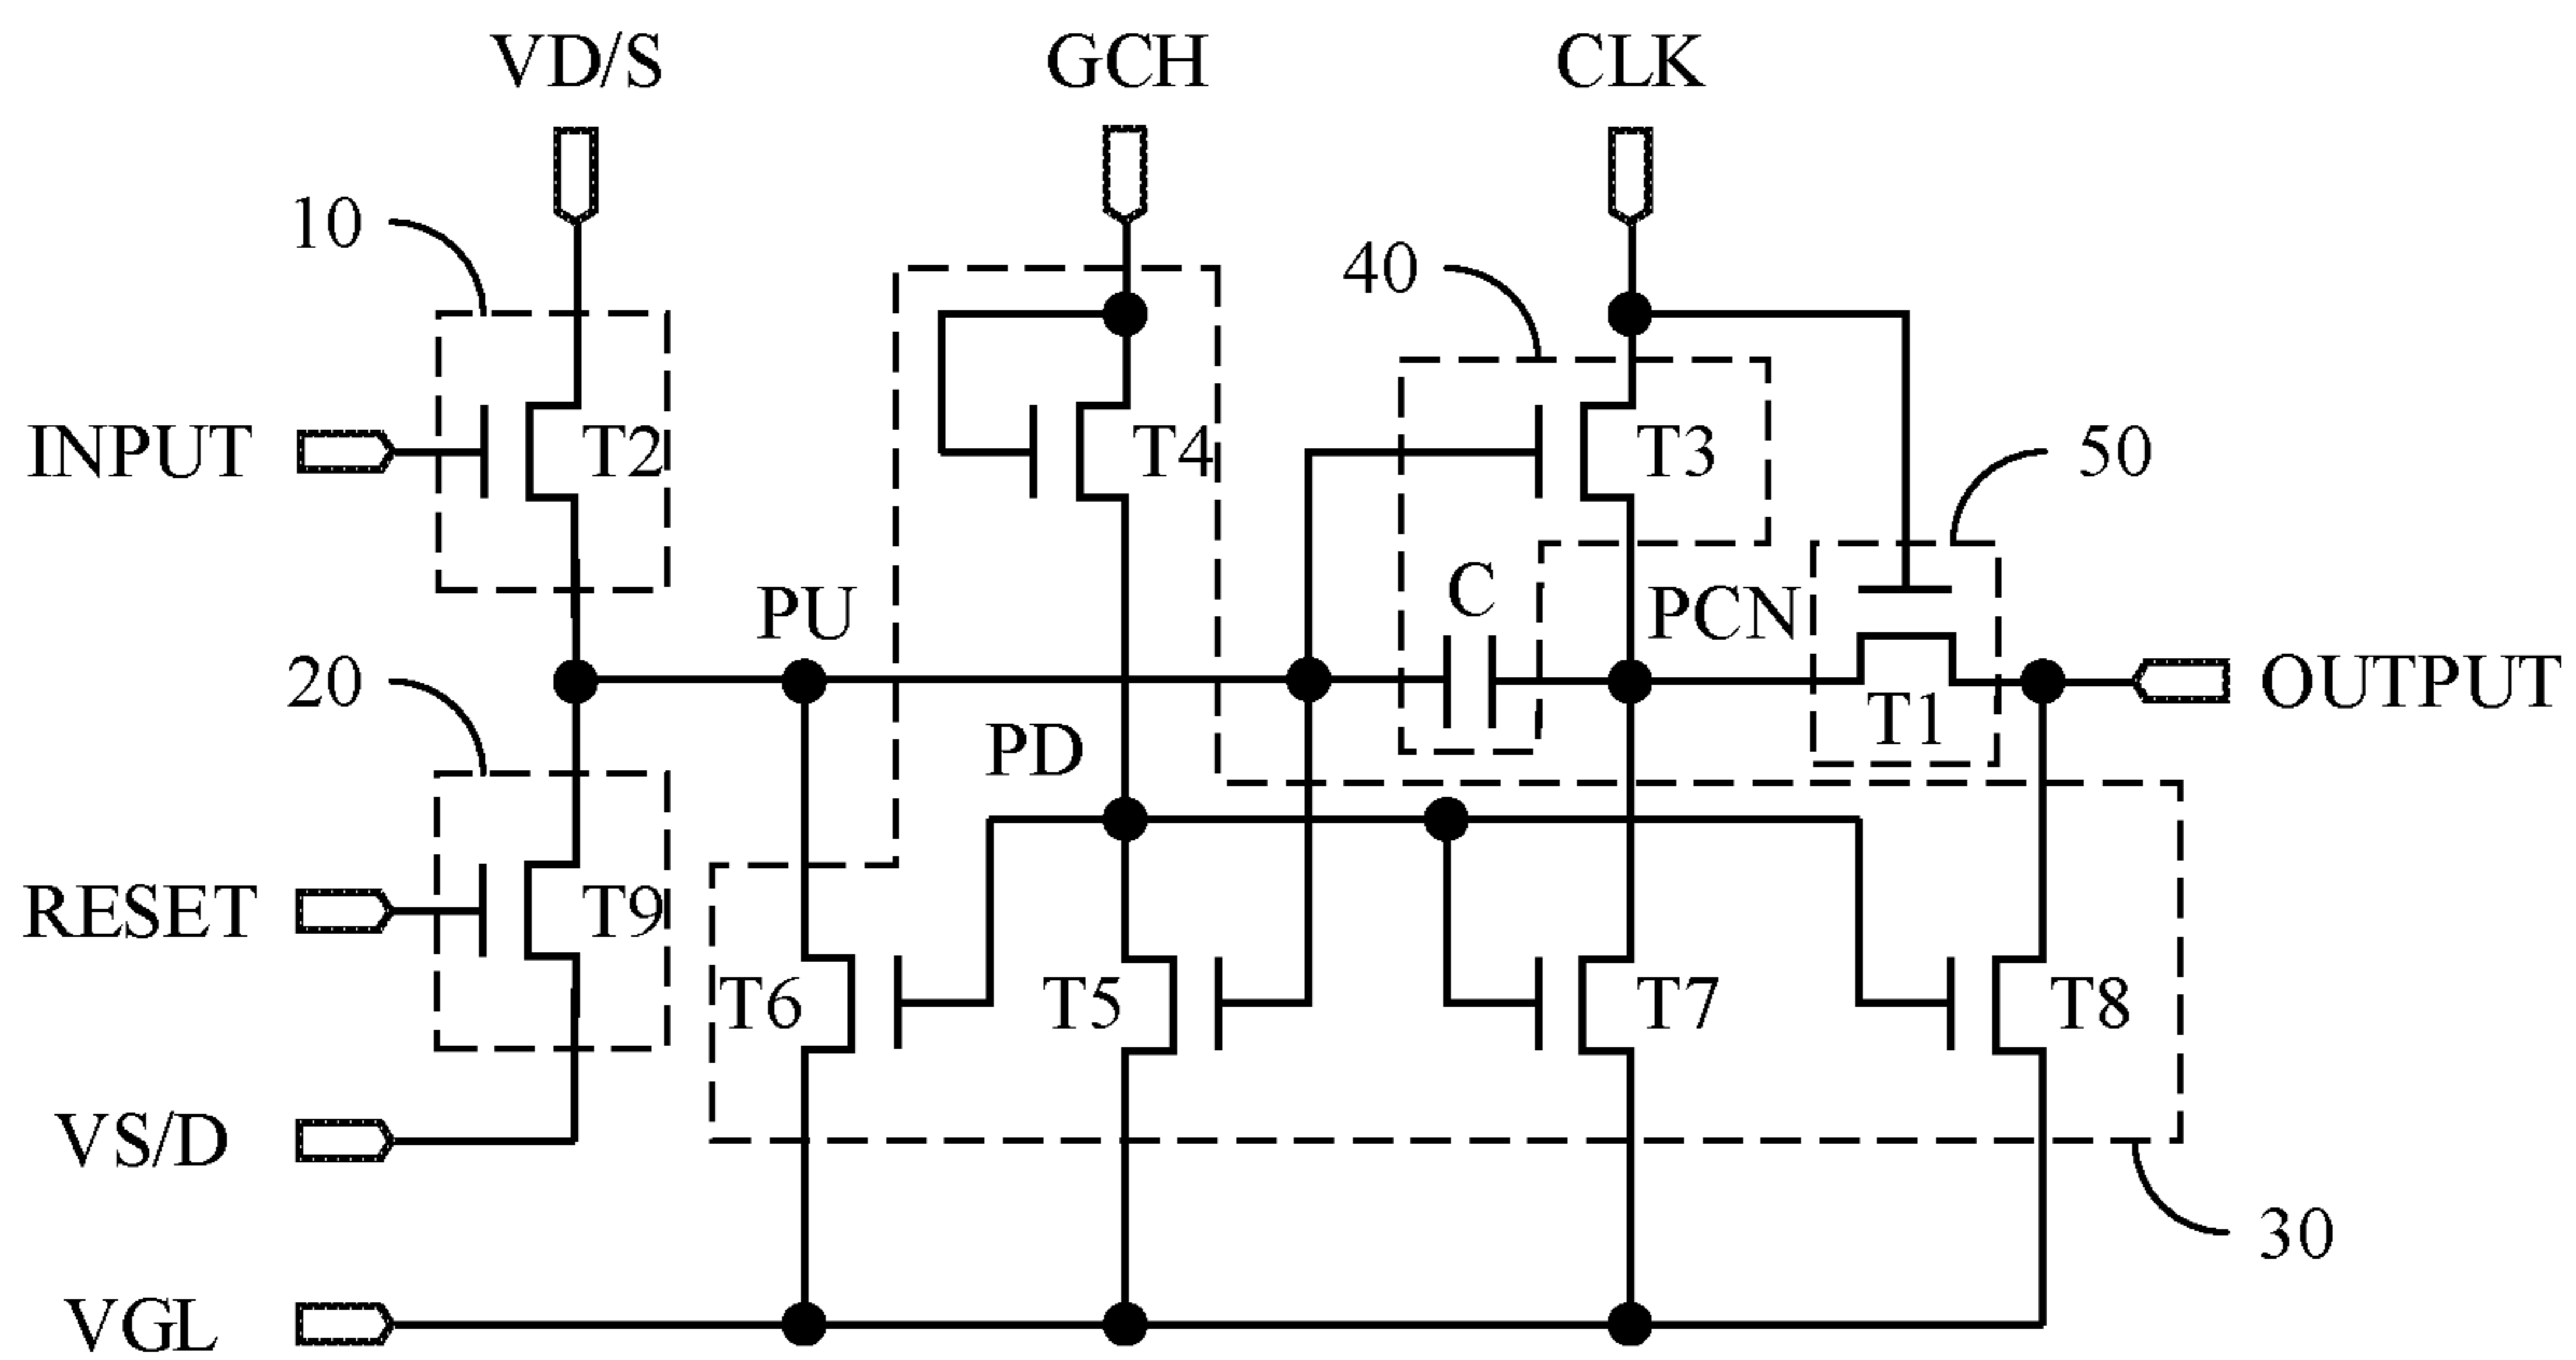 VD/S
GCH
CLK
10
40
INPUT
T2
T4
T3
50
C
PU
PCN
20
OUTPUT
T1
PD
RESET
T9
T6
T5
T7
T8
VS/D
30
VGL